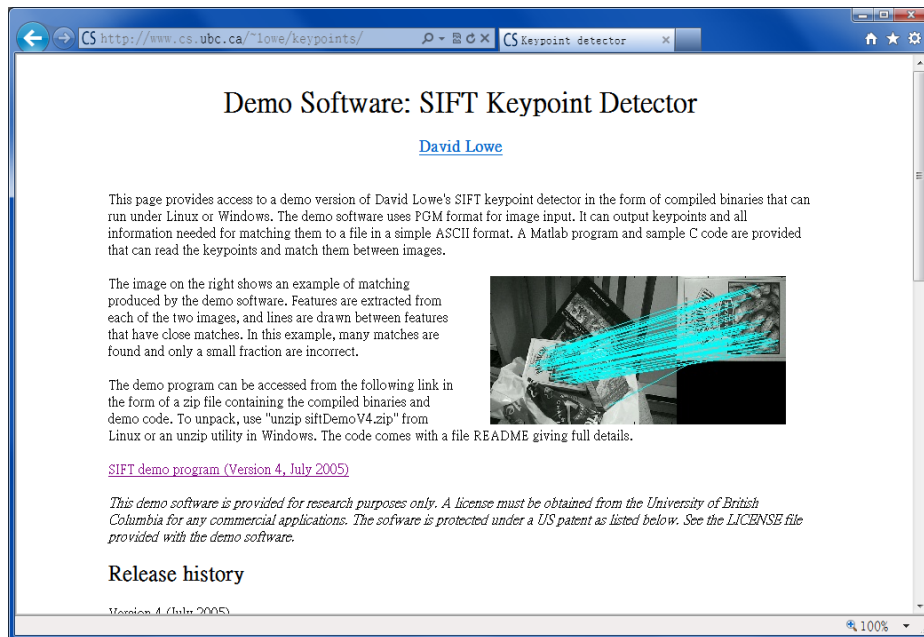 CS http://www.cs.ubc.ca/~lowe/keypoints/
CS Keypoint detector
Demo Software: SIFT Keypoint Detector
David Lowe
This page provides access to a demo version of David Lowe's SIFT keypoint detector in the form of compiled binaries that can
run under Linux or Windows. The demo software uses PGM format for image input. It can output keypoints and all
information needed for matching them to a file in a simple ASCII format. A Matlab program and sample C code are provided
that can read the keypoints and match them between images.
The image on the right shows an example of matching
produced by the demo software. Features are extracted from
each of the two images, and lines are drawn between features
that have close matches. In this example, many matches are
found and only a small fraction are incorrect.
The demo program can be accessed from the following link in
the form of a zip file containing the compiled binaries and
demo code. To unpack, use "unzip siftDemoV4.zip" from
Linux or an unzip utility in Windows. The code comes with a file README giving full details.
SIFT demo program (Version 4, July 2005)
This demo software is provided for research purposes only. A license must be obtained from the University of British
Columbia for any commercial applications. The sofware is protected under a US patent as listed below. See the LICENSE file
provided with the demo software.
Release history
Version 4 (July 2005)
100%